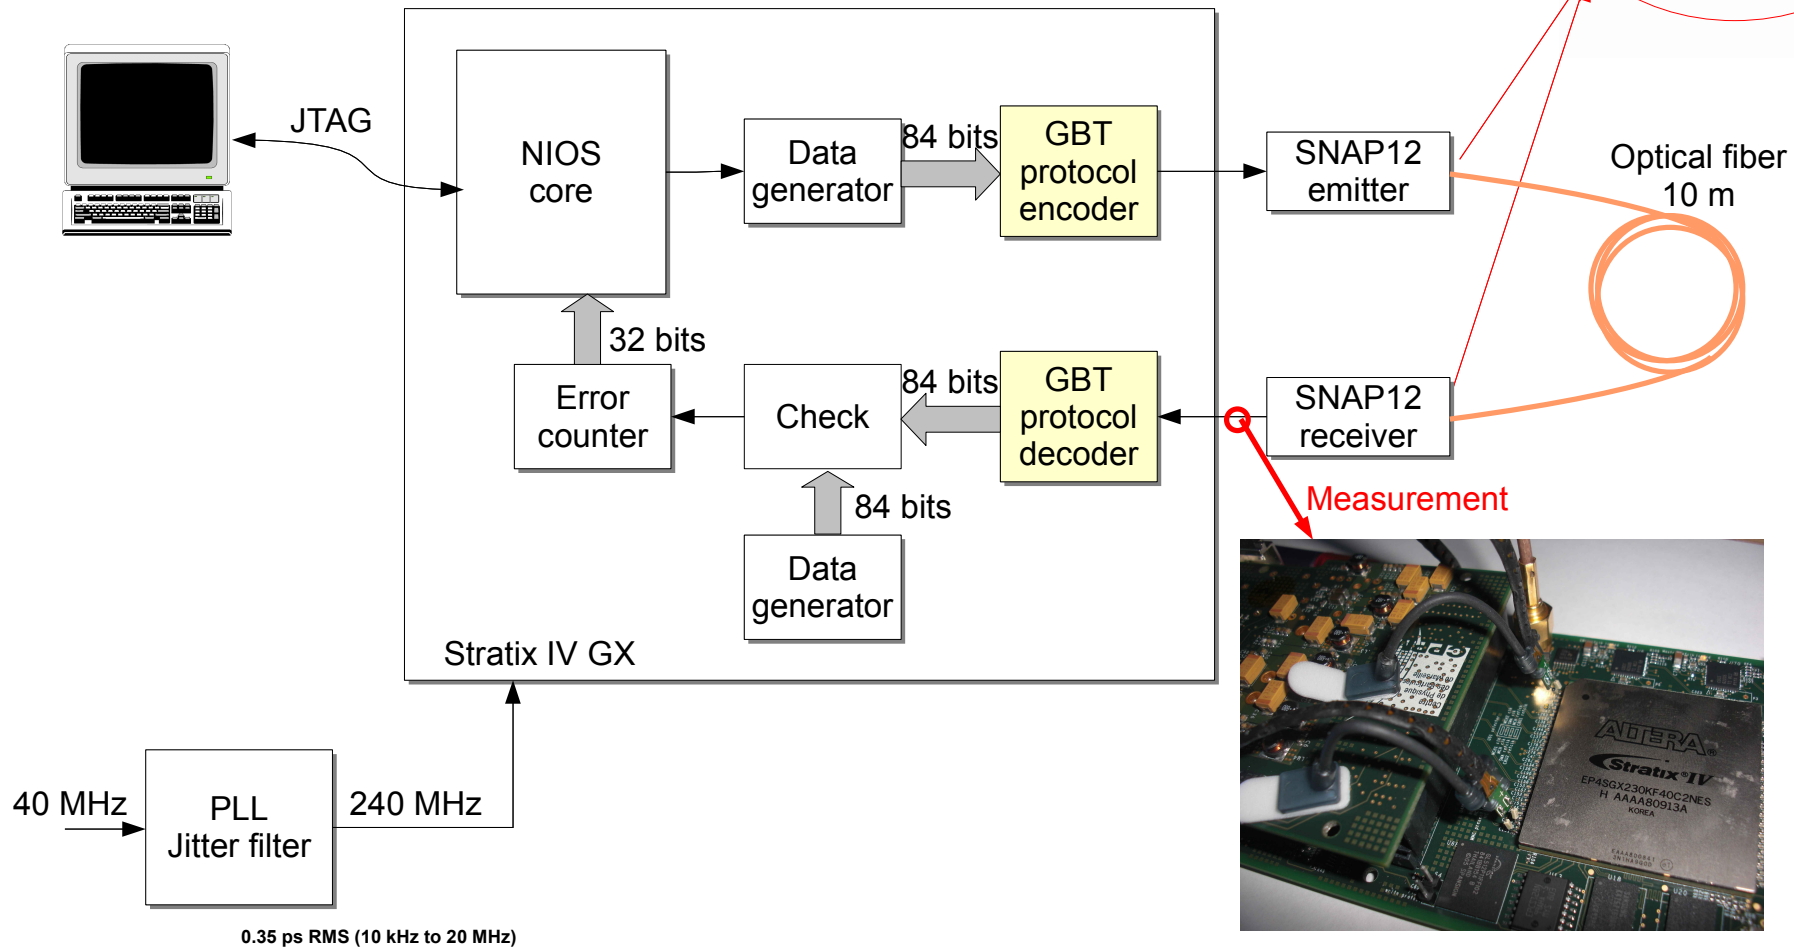 JTAG
NIOS
core
Data
generator
84 bits
GBT
protocol
encoder
SNAP12
emitter
Optical fiber
10 m
32 bits
Error
counter
Check
84 bits
GBT
protocol
decoder
SNAP12
receiver
Measurement
84 bits
Data
generator
Stratix IV GX
40 MHz
PLL
Jitter filter
240 MHz
0.35 ps RMS (10 kHz to 20 MHz)
ALTERA®
Stratix® IV
EP4SGX230KF40C2NES
H AAAA80913A
KOREA